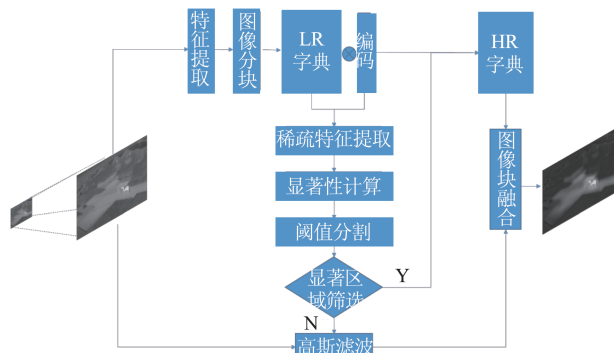 特征提取
图像分块
LR
字典
编码
HR
字典
稀疏特征提取
图像块融合
显著性计算
阈值分割
显著区
域筛选
Y
N
高斯滤波